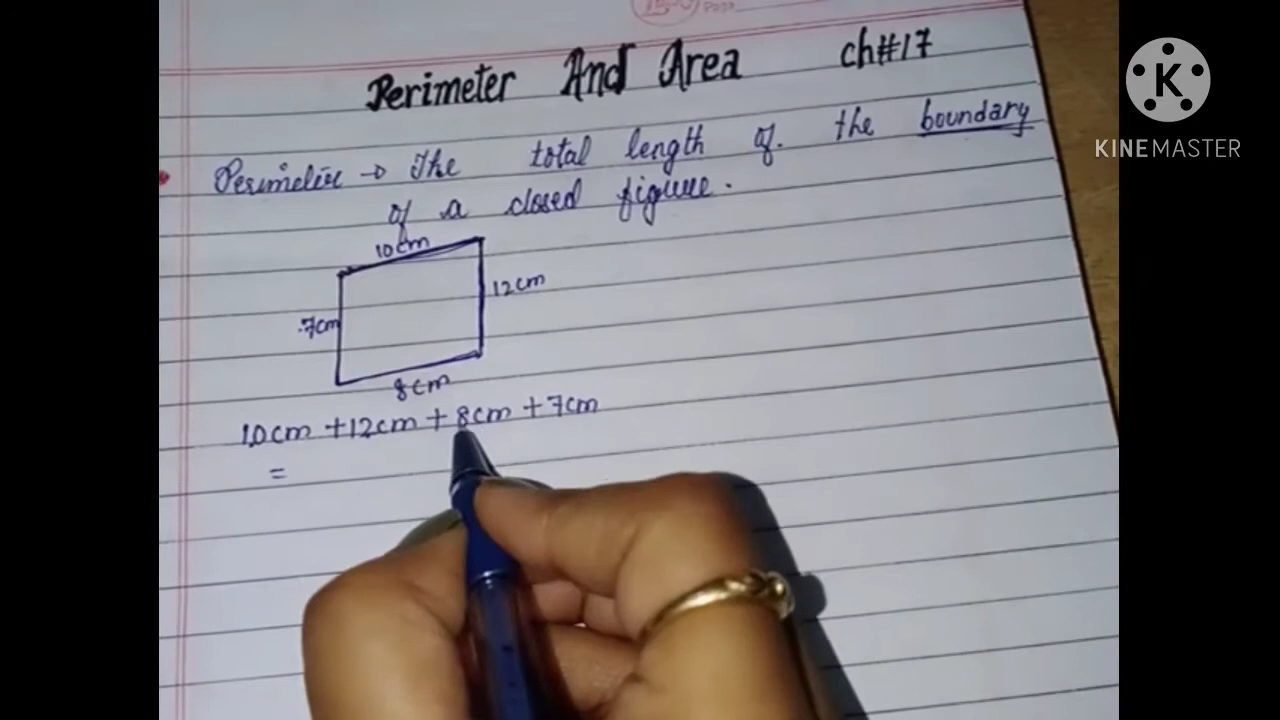 Page
Perimeter And Area ch#17
Perimeter → The total length of the boundary
of a closed figure.
10cm
12cm
7cm
8cm
10cm +12cm +8cm +7cm
=
K
KINEMASTER